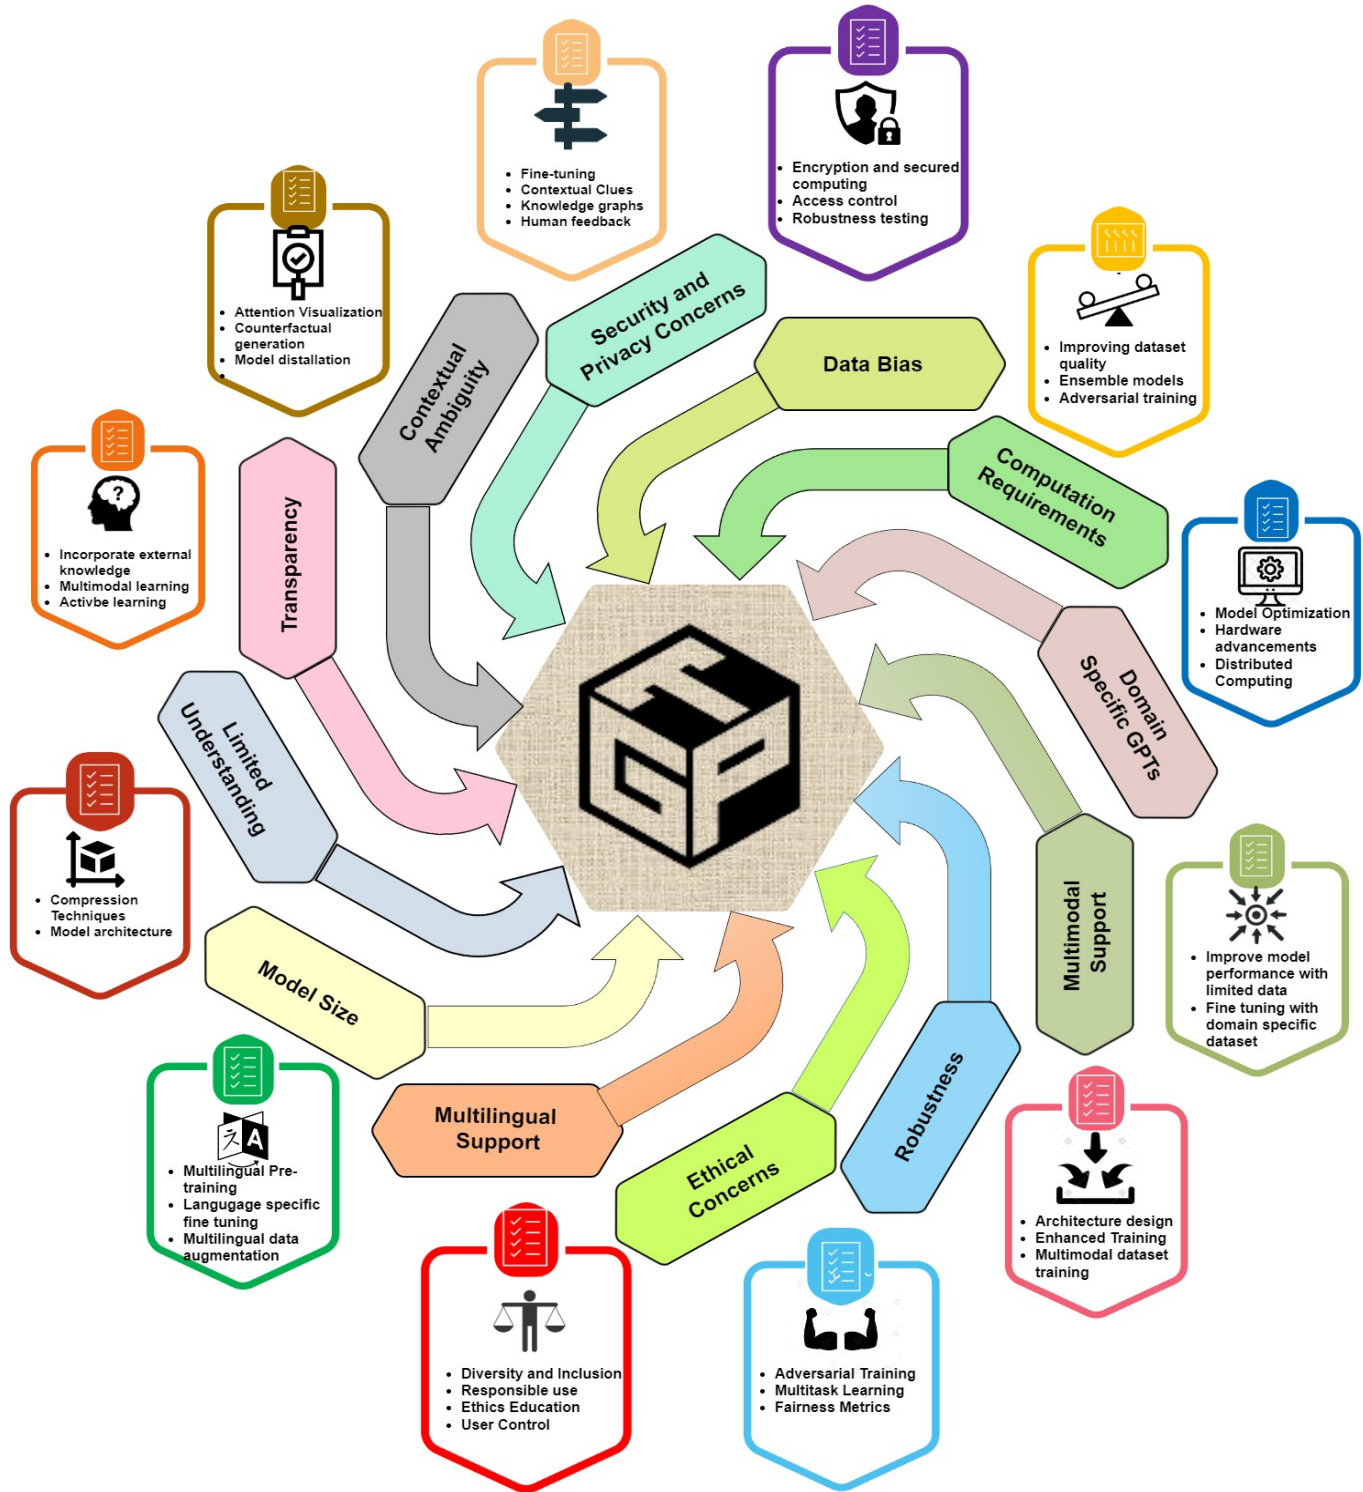 Fine-tuning
Contextual Clues
Knowledge graphs
Human feedback
Encryption and secured
computing
Access control
Robustness testing
Attention Visualization
Counterfactual
generation
Model distallation
Improving dataset
quality
Ensemble models
Adversarial training
Security and
Privacy Concerns
Data Bias
Contextual
Ambiguity
Computation
Requirements
Incorporate external
knowledge
Multimodal learning
Activbe learning
Transparency
Model Optimization
Hardware
advancements
Distributed
Computing
Domain
Specific GPTs
Limited
Understanding
GPT
Compression
Techniques
Model architecture
Multimodal
Support
Improve model
performance with
limited data
Fine tuning with
domain specific
dataset
Model Size
Multilingual
Support
Ethical
Concerns
Robustness
Multilingual Pre-
training
Langugage specific
fine tuning
Multilingual data
augmentation
Architecture design
Enhanced Training
Multimodal dataset
training
Diversity and Inclusion
Responsible use
Ethics Education
User Control
Adversarial Training
Multitask Learning
Fairness Metrics